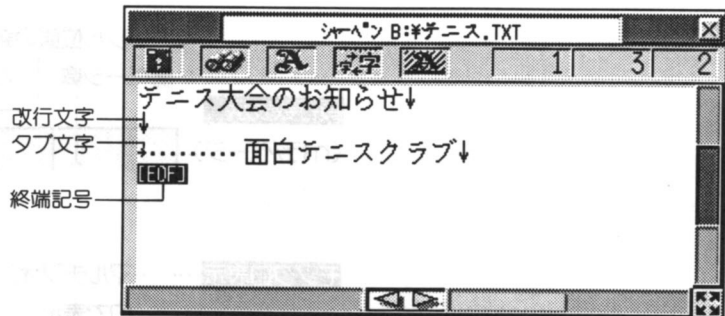 シャーペン B:¥テニス.TXT
1 3 2
テニス大会のお知らせ↓
改行文字
↓
タブ文字
.......... 面白テニスクラブ↓
[EOF]
終端記号